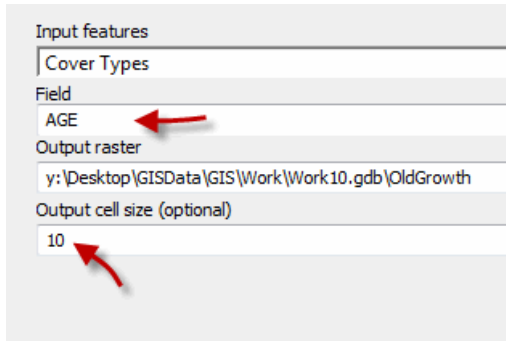 Input features
Cover Types
Field
AGE
Output raster
y:\Desktop\GISData\GIS\Work\Work10.gdb\OldGrowth
Output cell size (optional)
10